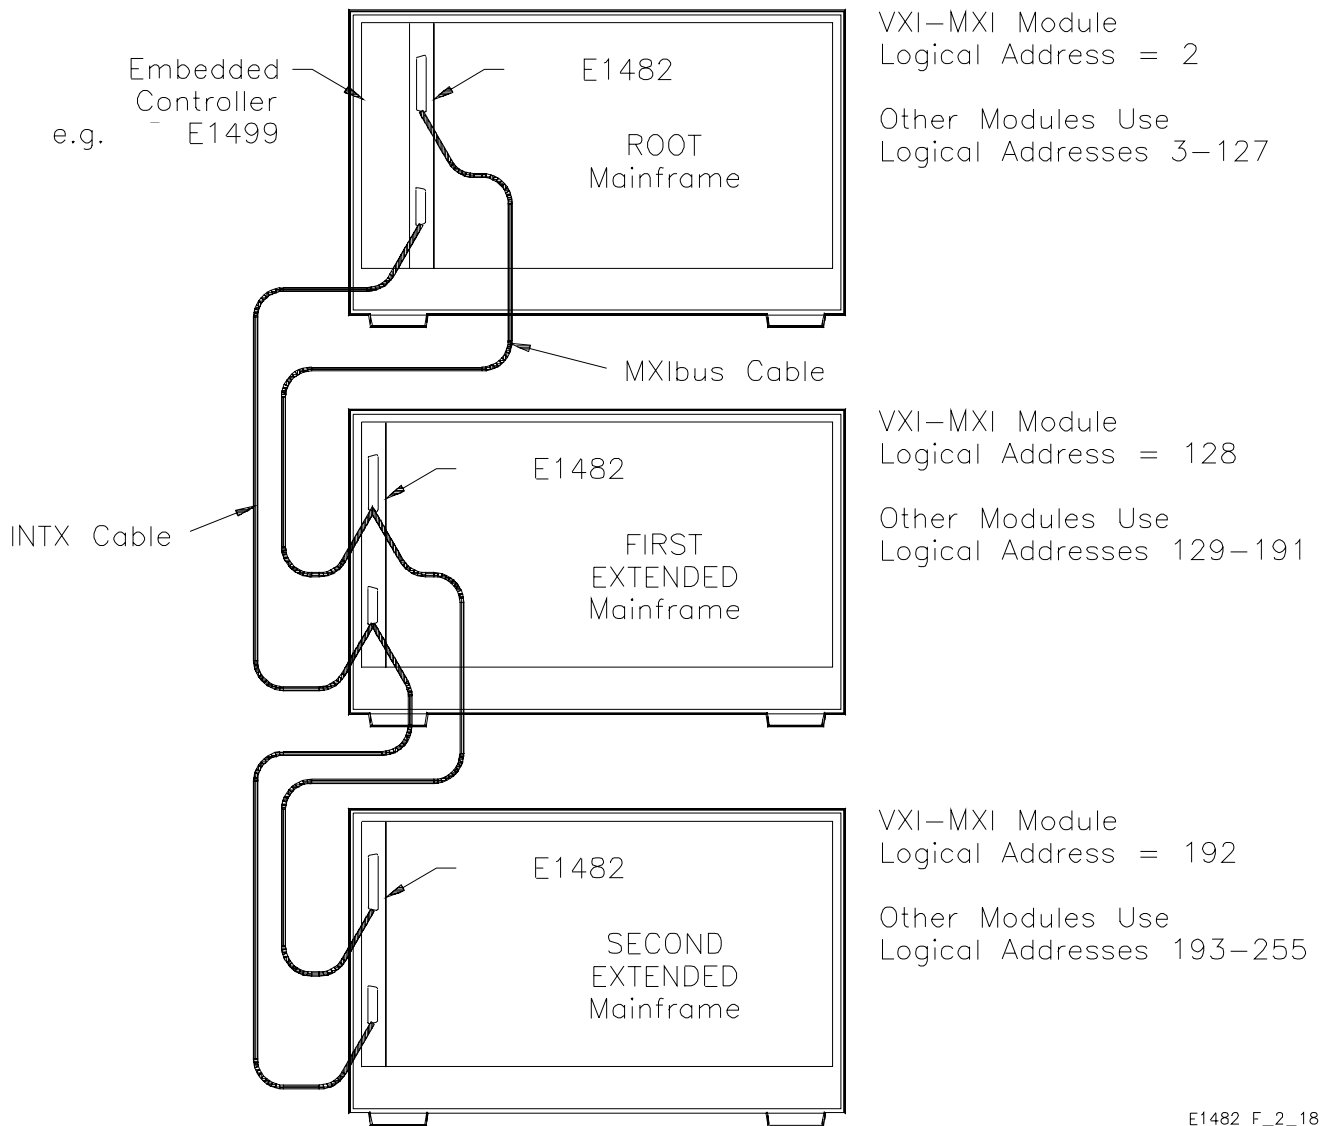 Embedded
Controller
e.g. E1499
E1482
ROOT
Mainframe
VXI-MXI Module
Logical Address = 2
Other Modules Use
Logical Addresses 3-127
MXIbus Cable
INTX Cable
E1482
FIRST
EXTENDED
Mainframe
VXI-MXI Module
Logical Address = 128
Other Modules Use
Logical Addresses 129-191
E1482
SECOND
EXTENDED
Mainframe
VXI-MXI Module
Logical Address = 192
Other Modules Use
Logical Addresses 193-255
E1482 F_2_18